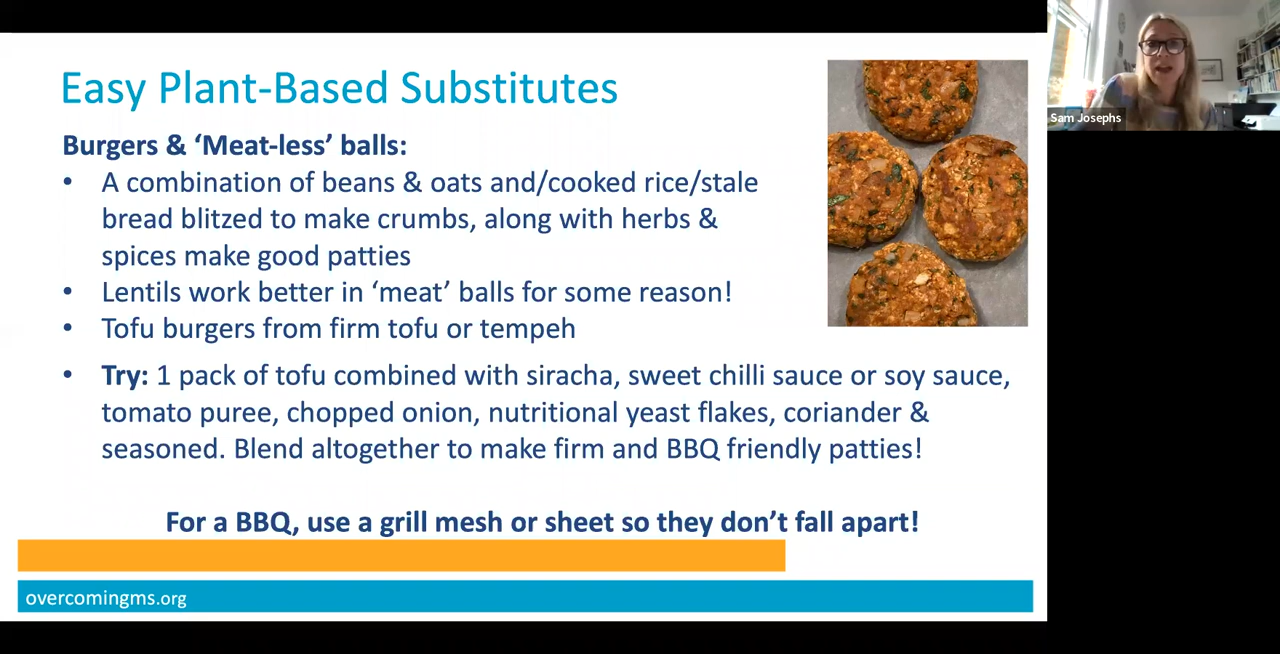 Easy Plant-Based Substitutes
Burgers & ‘Meat-less’ balls:
• A combination of beans & oats and/cooked rice/stale
bread blitzed to make crumbs, along with herbs &
spices make good patties
• Lentils work better in ‘meat’ balls for some reason!
• Tofu burgers from firm tofu or tempeh
• Try: 1 pack of tofu combined with siracha, sweet chilli sauce or soy sauce,
tomato puree, chopped onion, nutritional yeast flakes, coriander &
seasoned. Blend altogether to make firm and BBQ friendly patties!
For a BBQ, use a grill mesh or sheet so they don’t fall apart!
overcomingms.org
Sam Josephs